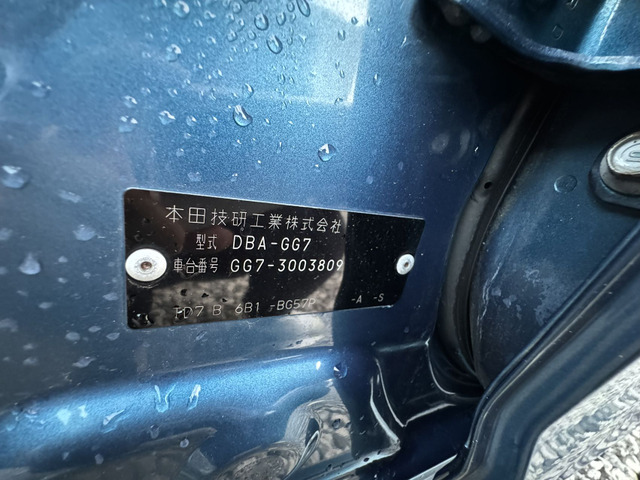 本田技研工業株式会社
型式 DBA-GG7
車台番号 GG7-3003809
TD7 B 6B1 -BG57P -A -S